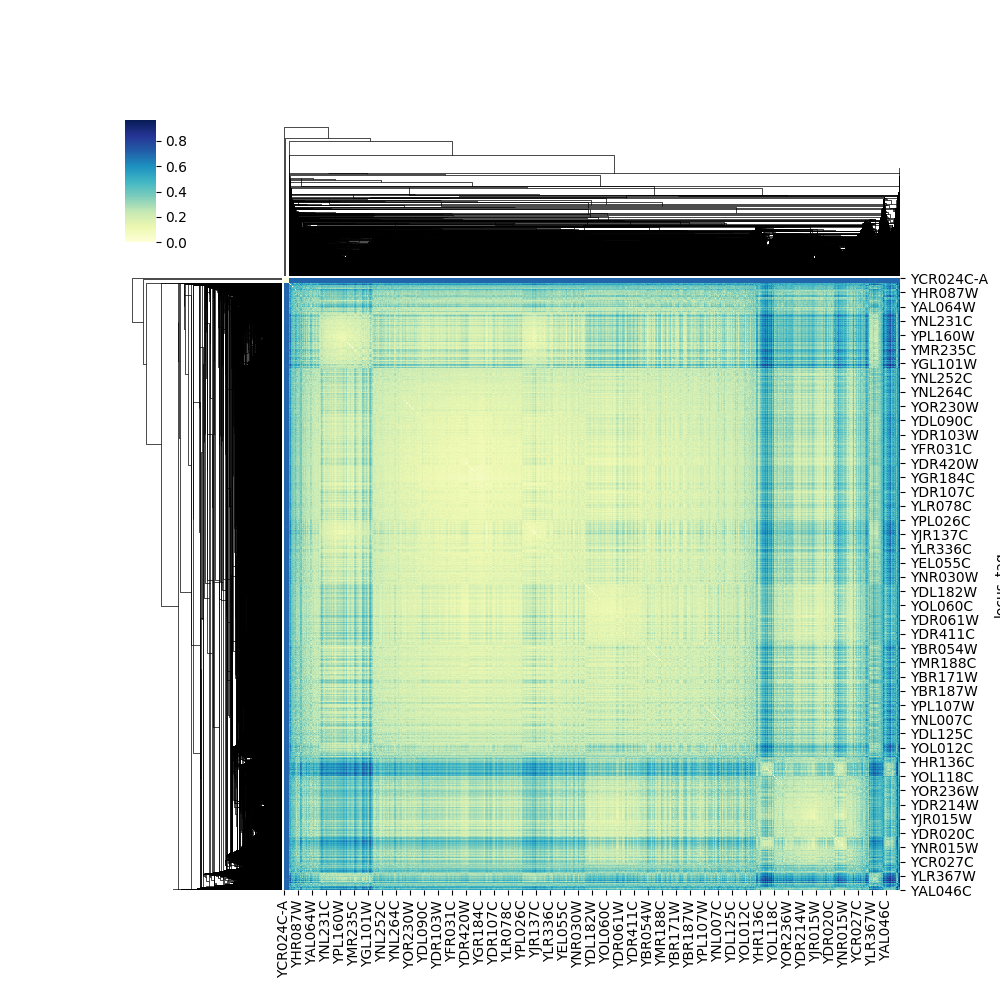 0.8
0.6
0.4
0.2
0.0
YCR024C-A
YHR087W
YAL064W
YNL231C
YPL160W
YMR235C
YGL101W
YNL252C
YNL264C
YOR230W
YDL090C
YDR103W
YFR031C
YDR420W
YGR184C
YDR107C
YLR078C
YPL026C
YJR137C
YLR336C
YEL055C
YNR030W
YDL182W
YOL060C
YDR061W
YDR411C
YBR054W
YMR188C
YBR171W
YBR187W
YPL107W
YNL007C
YDL125C
YOL012C
YHR136C
YOL118C
YOR236W
YDR214W
YJR015W
YDR020C
YNR015W
YCR027C
YLR367W
YAL046C
locus_tag
YCR024C-A
YHR087W
YAL064W
YNL231C
YPL160W
YMR235C
YGL101W
YNL252C
YNL264C
YOR230W
YDL090C
YDR103W
YFR031C
YDR420W
YGR184C
YDR107C
YLR078C
YPL026C
YJR137C
YLR336C
YEL055C
YNR030W
YDL182W
YOL060C
YDR061W
YDR411C
YBR054W
YMR188C
YBR171W
YBR187W
YPL107W
YNL007C
YDL125C
YOL012C
YHR136C
YOL118C
YOR236W
YDR214W
YJR015W
YDR020C
YNR015W
YCR027C
YLR367W
YAL046C